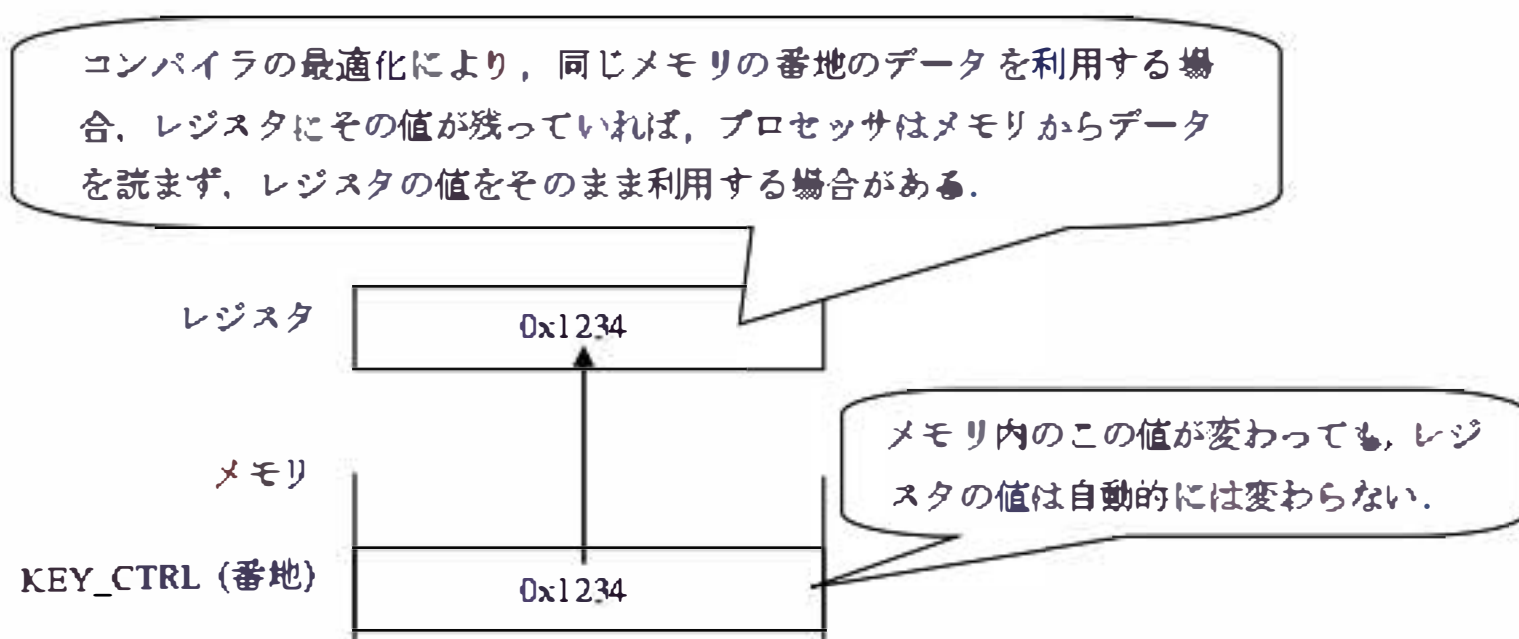 コンパイラの最適化により，同じメモリの番地のデータを利用する場
合，レジスタにその値が残っていれば，プロセッサはメモリからデータ
を読まず，レジスタの値をそのまま利用する場合がある．
レジスタ
0x1234
メモリ内のこの値が変わっても，レジ
スタの値は自動的には変わらない．
メモリ
KEY_CTRL (番地)
0x1234